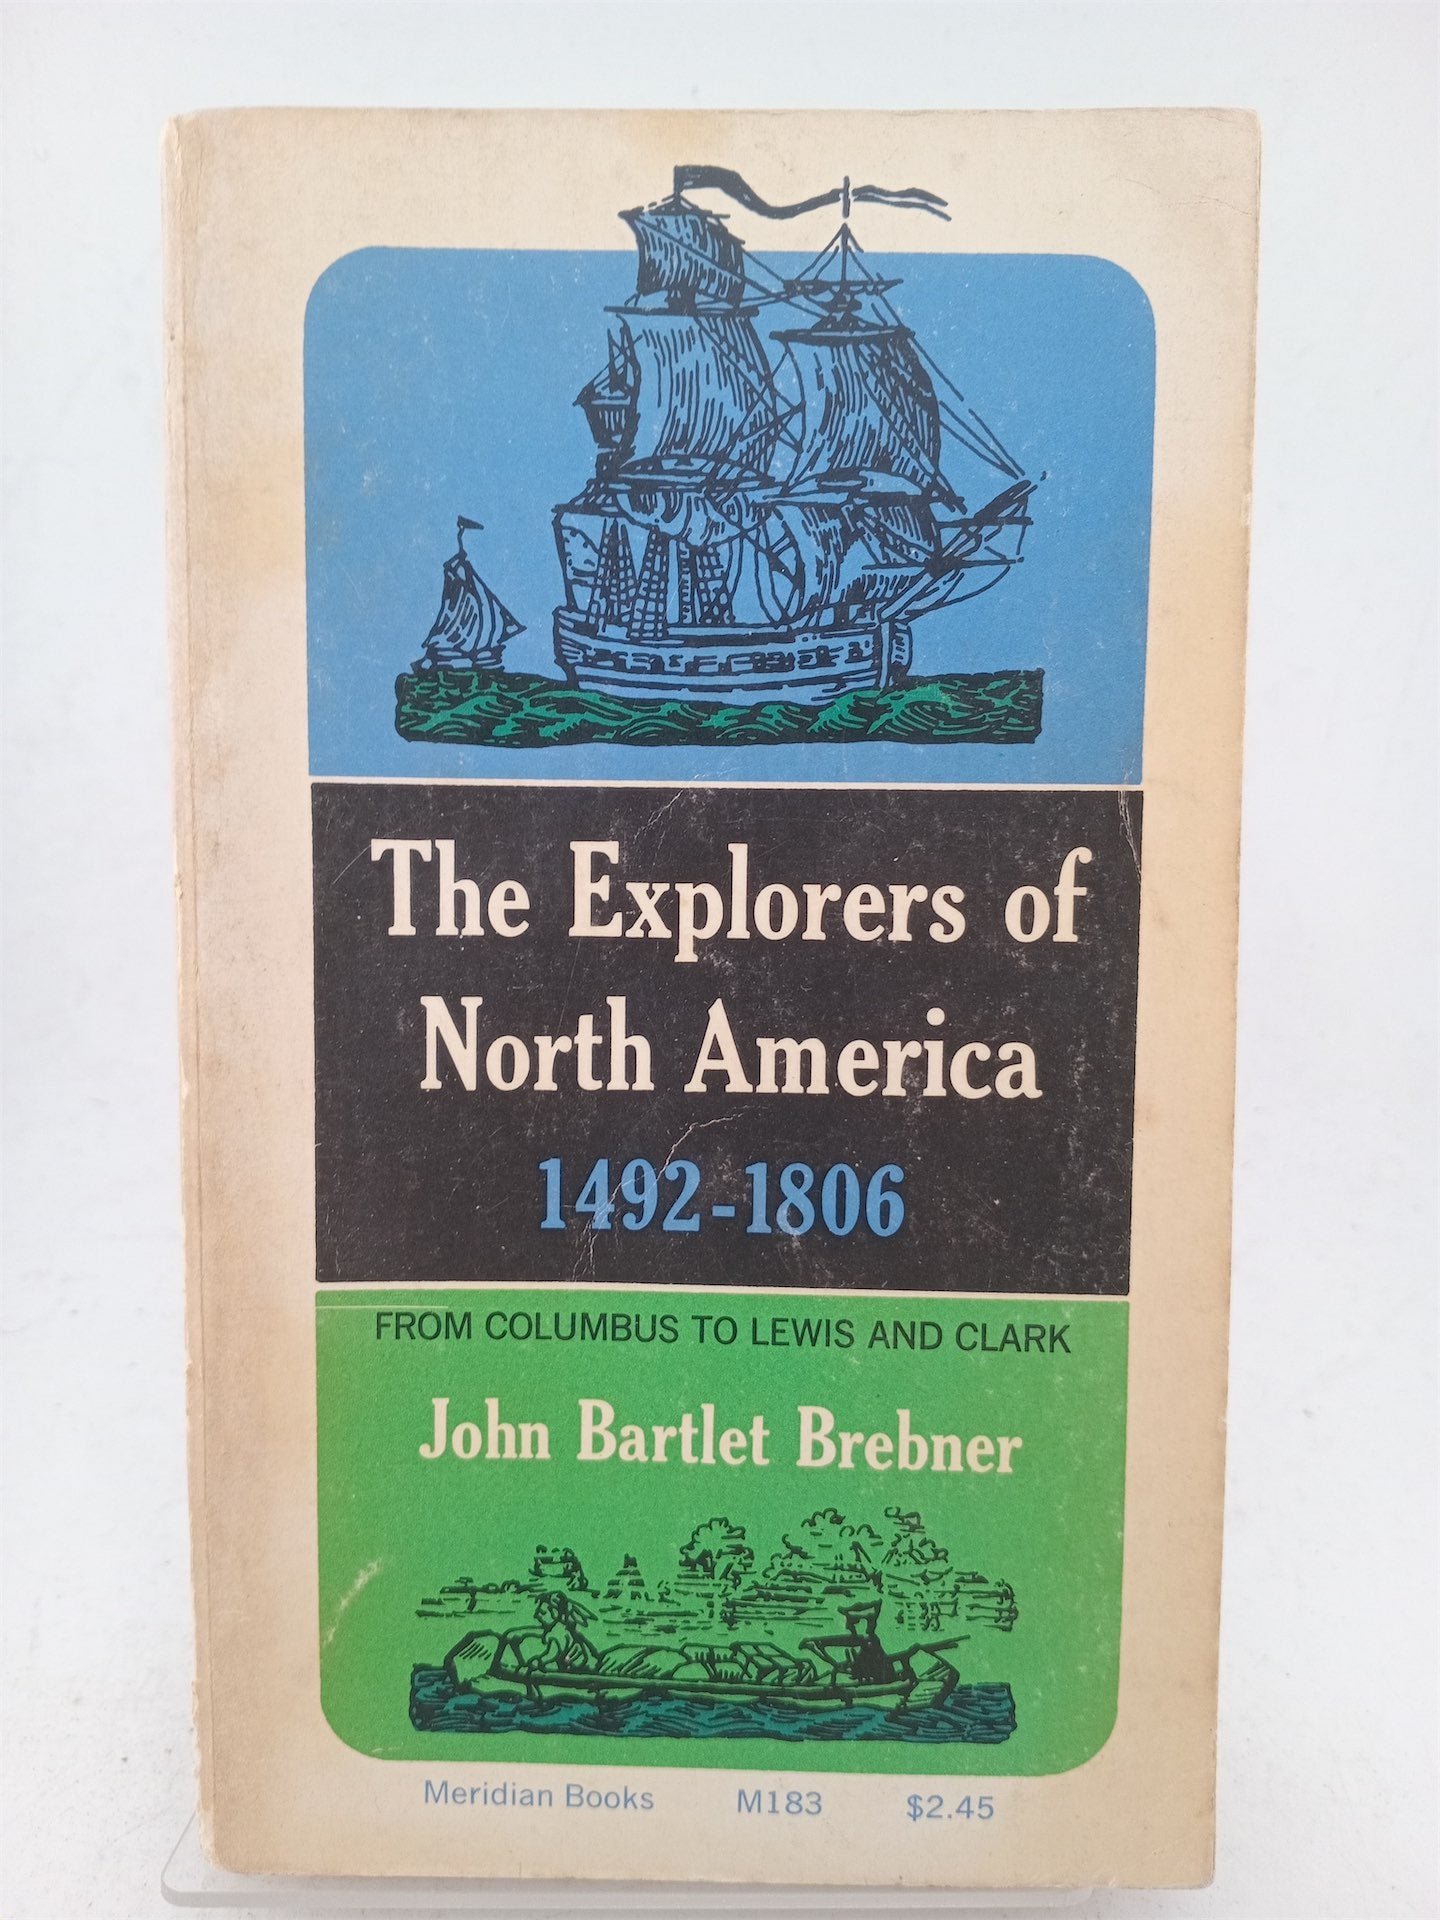 The Explorers of
North America
1492-1806
FROM COLUMBUS TO LEWIS AND CLARK
John Bartlet Brebner
Meridian Books M183 $2.45